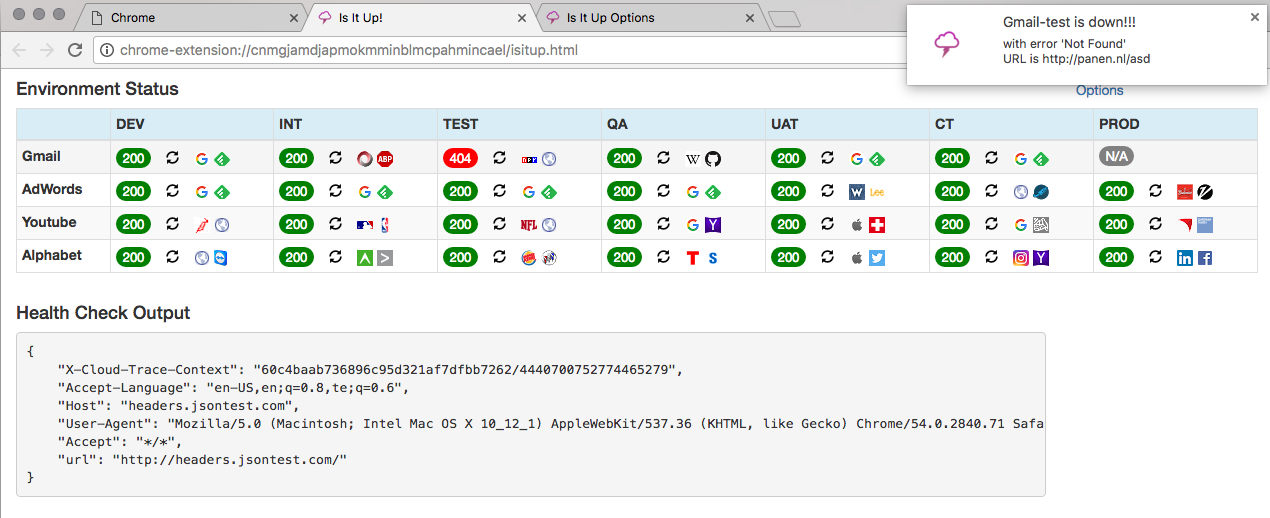 Chrome
Is It Up!
Is It Up Options
chrome-extension://cnmgjamdjapmokmminblmcpahmincael/isitup.html
Gmail-test is down!!!
with error 'Not Found'
URL is http://panen.nl/asd
Environment Status
Options
DEV INT TEST QA UAT CT PROD
Gmail 200 200 ABP 404 npr 200 W 200 200 N/A
AdWords 200 200 200 200 200 W Lee 200 200
Youtube 200 200 200 NFL 200 Y 200 200 200
Alphabet 200 200 200 200 T S 200 200 Y 200 in f
Health Check Output
{
"X-Cloud-Trace-Context": "60c4baab736896c95d321af7dfbb7262/4440700752774465279",
"Accept-Language": "en-US,en;q=0.8,te;q=0.6",
"Host": "headers.jsontest.com",
"User-Agent": "Mozilla/5.0 (Macintosh; Intel Mac OS X 10_12_1) AppleWebKit/537.36 (KHTML, like Gecko) Chrome/54.0.2840.71 Safa
"Accept": "*/*",
"url": "http://headers.jsontest.com/"
}